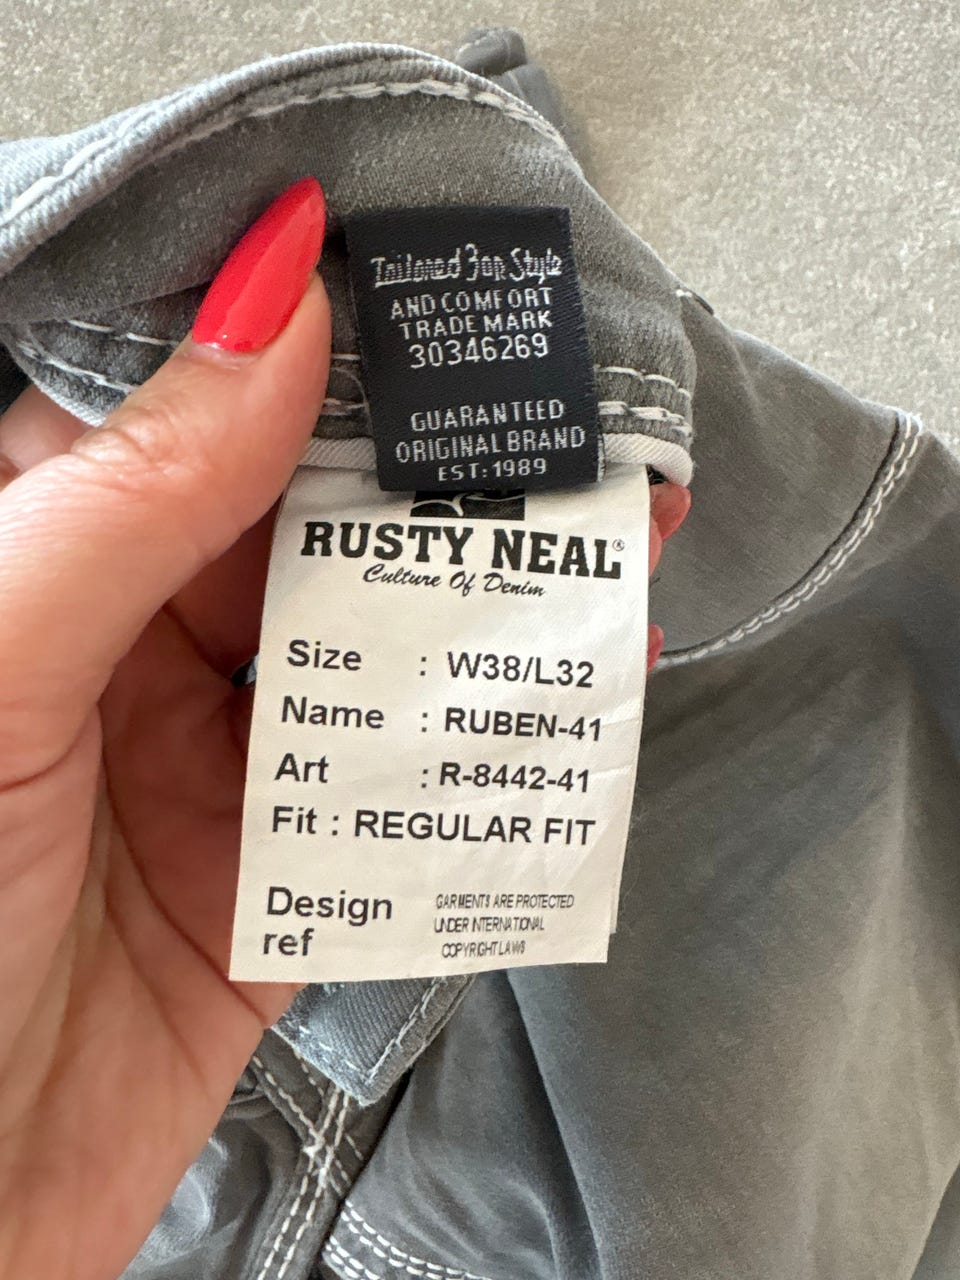 Tailored For Style
AND COMFORT
TRADE MARK
30346269
GUARANTEED
ORIGINAL BRAND
EST:1989
RUSTY NEAL®
Culture Of Denim
Size : W38/L32
Name : RUBEN-41
Art : R-8442-41
Fit : REGULAR FIT
Design ref
GARMENTS ARE PROTECTED
UNDER INTERNATIONAL
COPYRIGHT LAWS